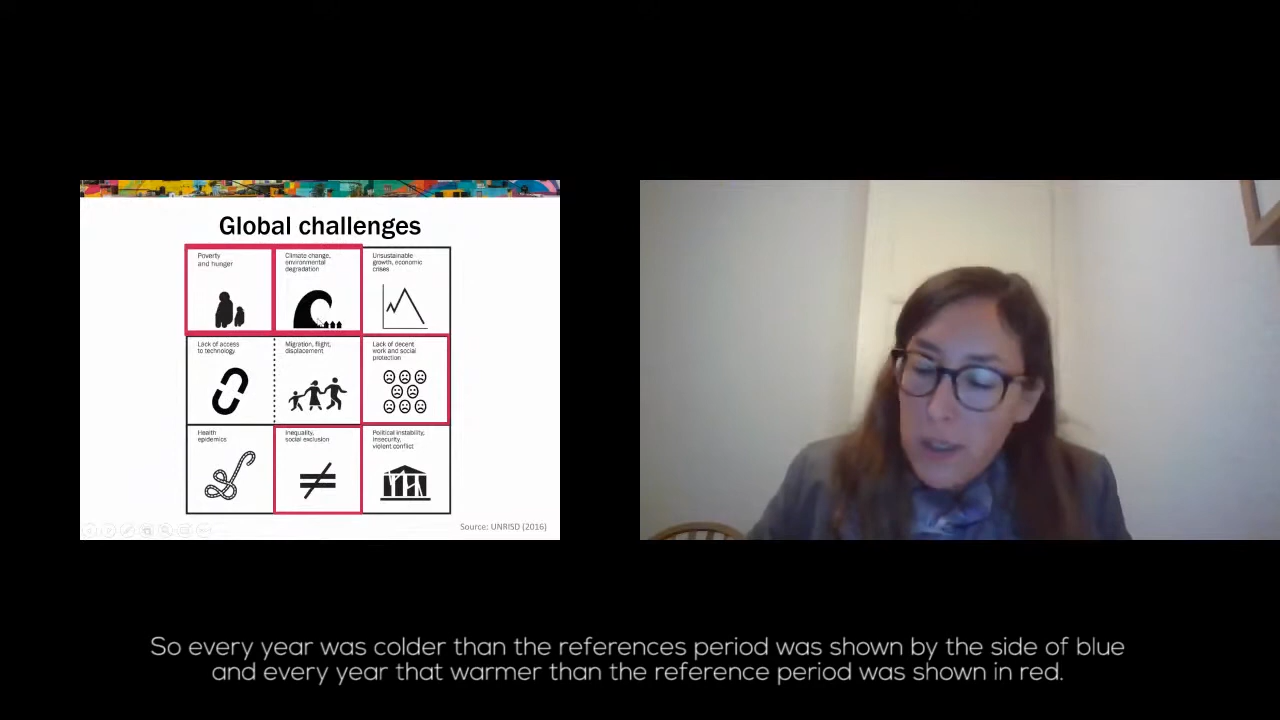 Global challenges
Poverty
and hunger
Climate change,
environmental
degradation
Unsustainable
growth, economic
crises
Lack of access
to technology
Migration, flight,
displacement
Lack of decent
work and social
protection
Health
epidemics
Inequality,
social exclusion
Political instability,
insecurity,
violent conflict
Source: UNRISD (2016)
So every year was colder than the references period was shown by the side of blue
and every year that warmer than the reference period was shown in red.